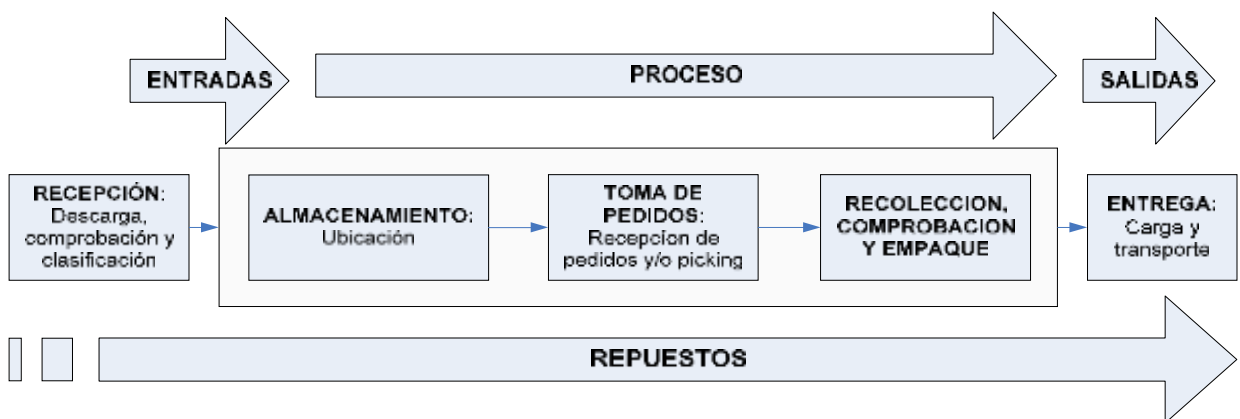 ENTRADAS
PROCESO
SALIDAS
RECEPCIÓN:
Descarga,
comprobación y
clasificación
ALMACENAMIENTO:
Ubicación
TOMA DE
PEDIDOS:
Recepcion de
pedidos y/o picking
RECOLECCION,
COMPROBACION
Y EMPAQUE
ENTREGA:
Carga y
transporte
REPUESTOS